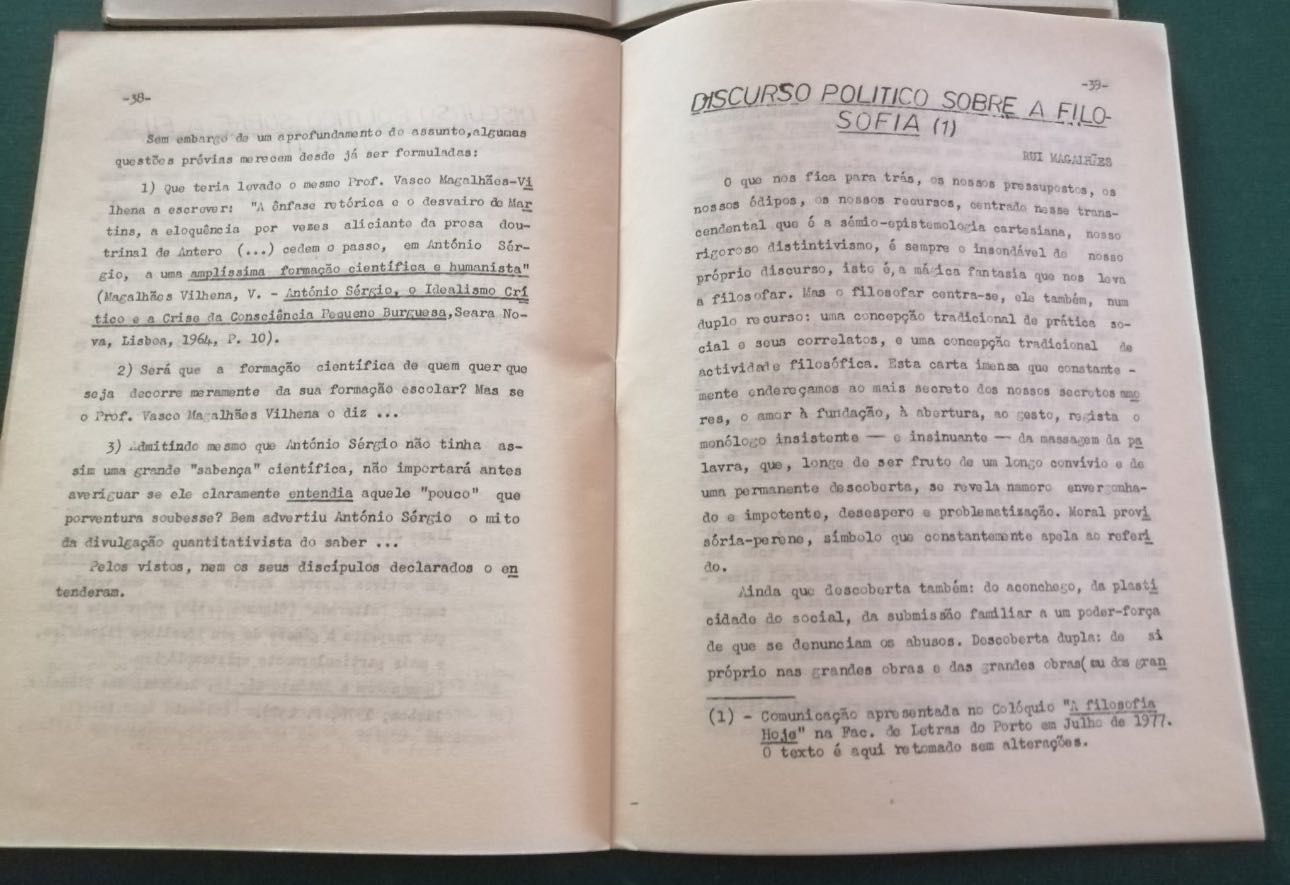 -38-
Sem embargo de um aprofundamento do assunto,algumas
questões prévias merecem desde já ser formuladas:
1) Que teria levado o mesmo Prof. Vasco Magalhães-Vi
lhena a escrever: "A ênfase retórica e o desvairo de Mar
tins, a eloquência por vezes aliciante da prosa dou-
trinal de Antero (...) cedem o passo, em António Sér-
gio, a uma amplíssima formação científica e humanista"
(Magalhães Vilhena, V. - António Sérgio, o Idealismo Crí
tico e a Crise da Consciência Pequeno Burguesa,Seara No-
va, Lisboa, 1964, P. 10).
2) Será que a formação científica de quem quer que
seja decorre meramente da sua formação escolar? Mas se
o Prof. Vasco Magalhães Vilhena o diz ...
3) Admitindo mesmo que António Sérgio não tinha as-
sim uma grande "sabença" científica, não importará antes
averiguar se ele claramente entendia aquele "pouco" que
porventura soubesse? Bem advertiu António Sérgio o mito
da divulgação quantitativista do saber ...
Pelos vistos, nem os seus discípulos declarados o en
tenderam.
-39-
DISCURSO POLITICO SOBRE A FILO-
SOFIA (1)
RUI MAGALHÃES
O que nos fica para trás, os nossos pressupostos, os
nossos édipos, os nossos recursos, centrado nesse trans-
cendental que é a sémio-epistemologia cartesiana, nosso
rigoroso distintivismo, é sempre o insondável do nosso
próprio discurso, isto é,a mágica fantasia que nos leva
a filosofar. Mas o filosofar centra-se, ele também, num
duplo recurso: uma concepção tradicional de prática so-
cial e seus correlatos, e uma concepção tradicional de
actividade filosófica. Esta carta imensa que constante -
mente endereçamos ao mais secreto dos nossos secretos amo
res, o amor à fundação, à abertura, ao gesto, regista o
monólogo insistente — e insinuante — da massagem da pa
lavra, que, longe de ser fruto de um longo convívio e de
uma permanente descoberta, se revela namoro envergonha-
do e impotente, desespero e problematização. Moral provi
sória-perene, símbolo que constantemente apela ao referi
do.
Ainda que descoberta também: do aconchego, da plasti
cidade do social, da submissão familiar a um poder-força
de que se denunciam os abusos. Descoberta dupla: de si
próprio nas grandes obras e das grandes obras(ou dos gran
(1) - Comunicação apresentada no Colóquio "A filosofia
Hoje" na Fac. de Letras do Porto em Julho de 1977.
O texto é aqui retomado sem alterações.